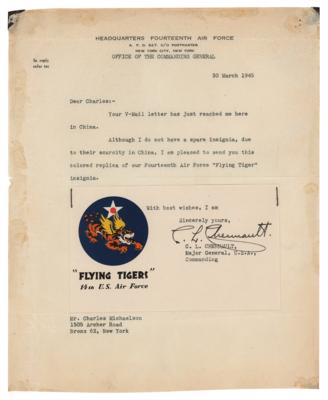 HEADQUARTERS FOURTEENTH AIR FORCE
A. P. O. 627, C/O POSTMASTER
NEW YORK CITY, NEW YORK
In reply
refer to:
OFFICE OF THE COMMANDING GENERAL
30 March 1945
Dear Charles:-
Your V-Mail letter has just reached me here
in China.
Although I do not have a spare insignia, due
to their scarcity in China, I am pleased to send you this
colored replica of our Fourteenth Air Force "Flying Tiger"
insignia.
With best wishes, I am
Sincerely yours,
C. L. Chennault.
C. L. CHENNAULT,
Major General, U.S.A.,
Commanding
"FLYING TIGERS"
14th U.S. Air Force
Mr. Charles Michaelson
1505 Archer Road
Bronx 62, New York